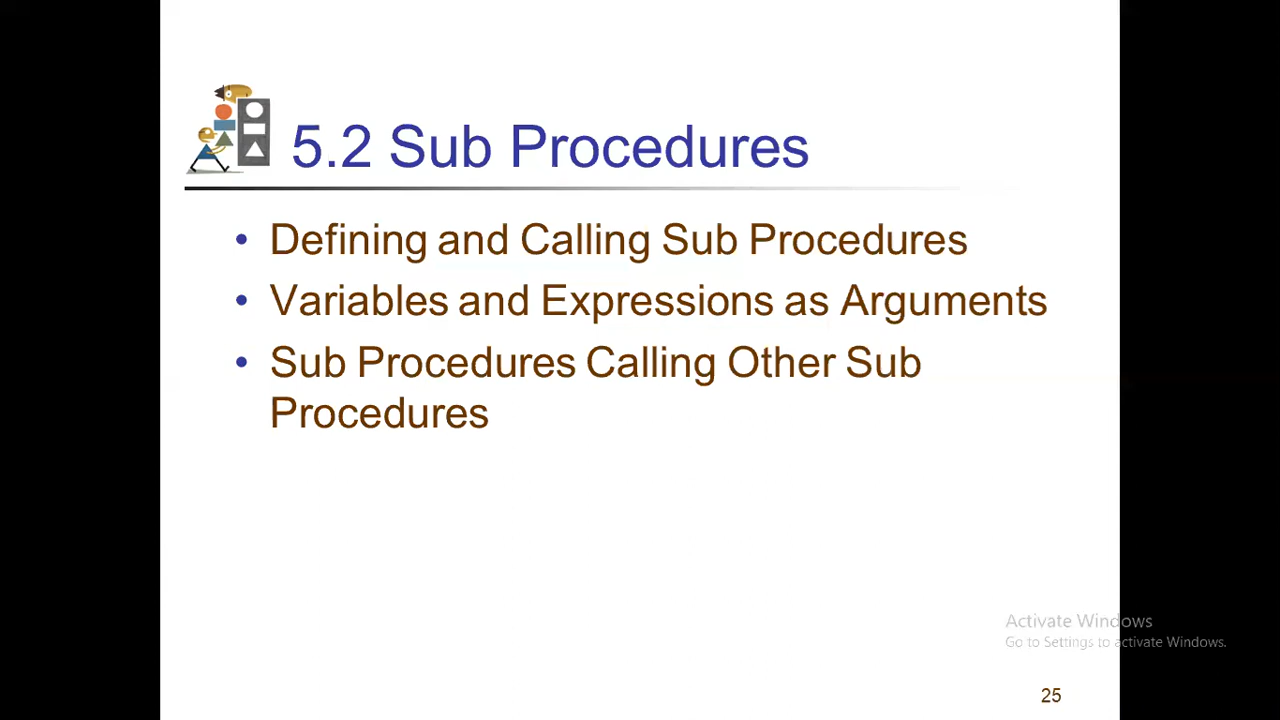 5.2 Sub Procedures
• Defining and Calling Sub Procedures
• Variables and Expressions as Arguments
• Sub Procedures Calling Other Sub
Procedures
Activate Windows
Go to Settings to activate Windows.
25